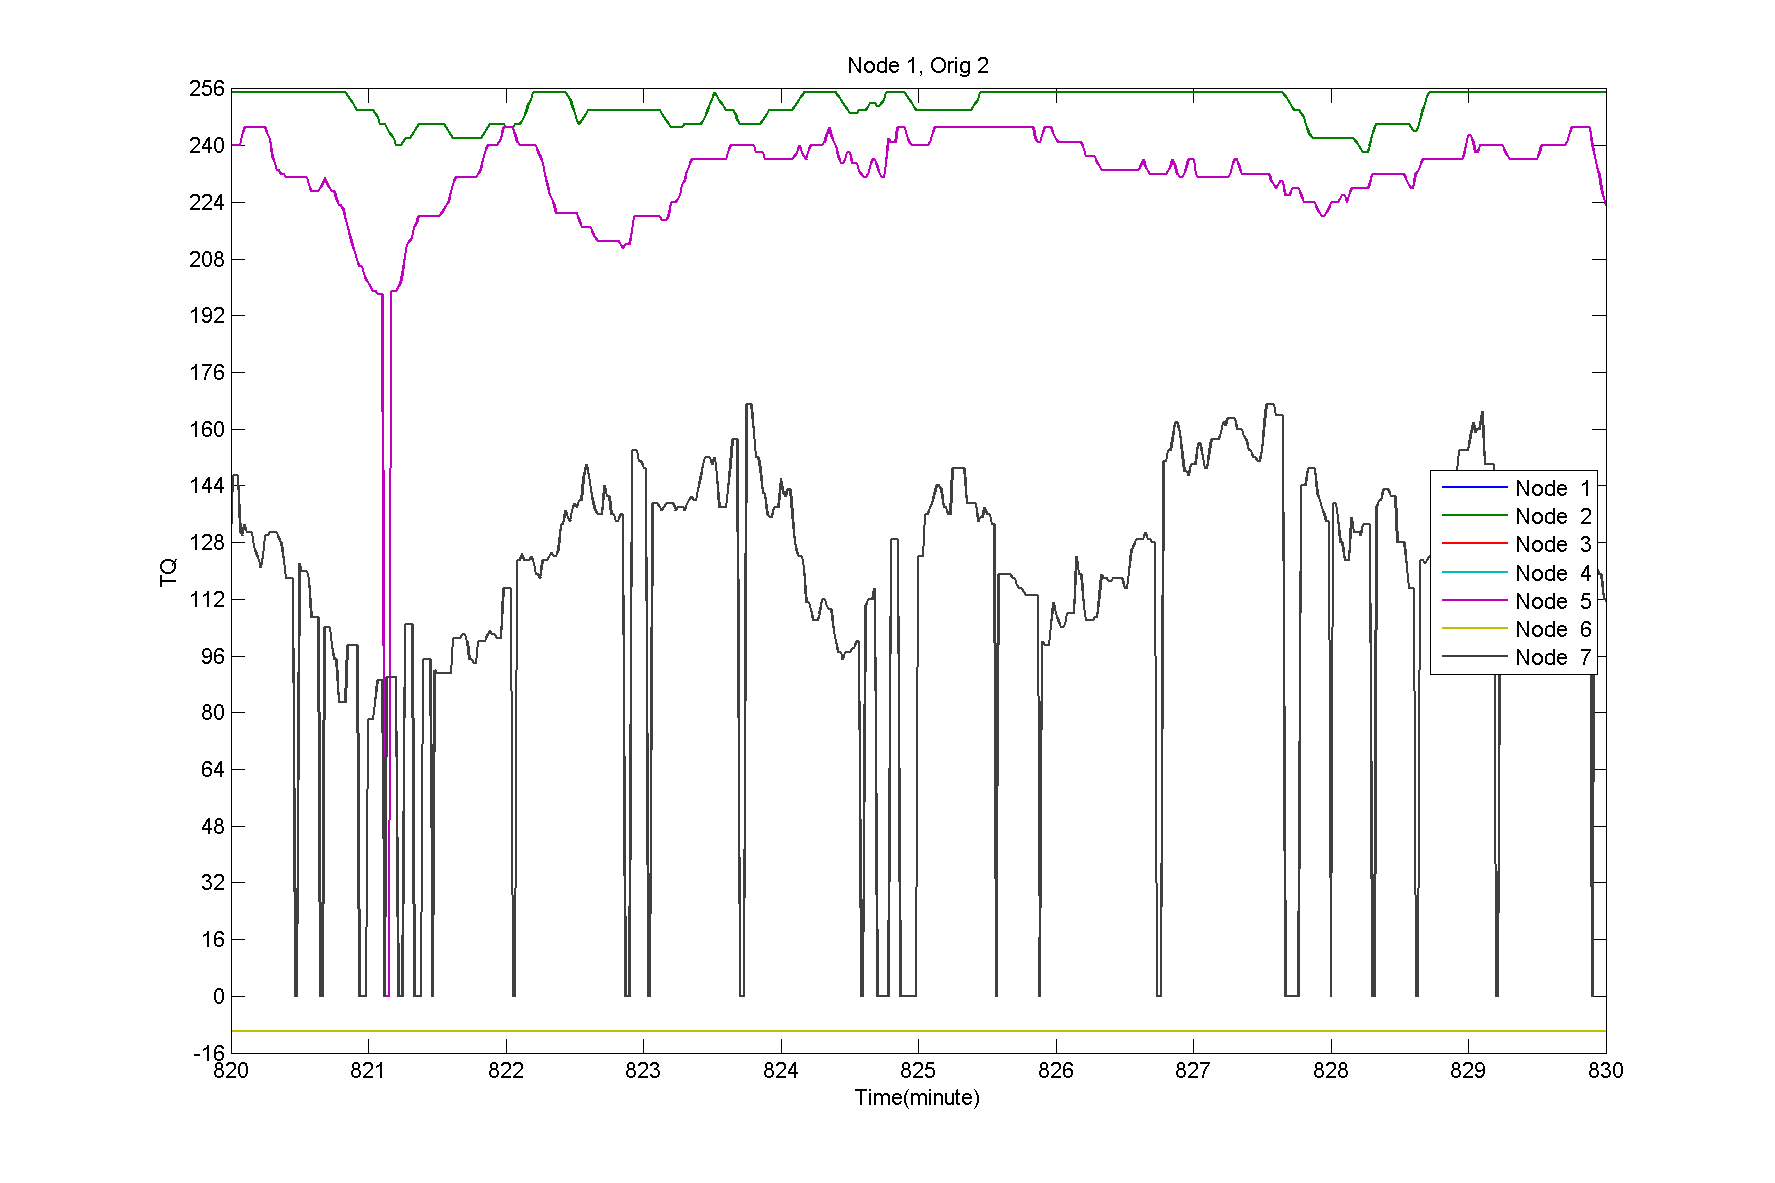 Node 1, Orig 2
256
240
224
208
192
176
160
144
128
112
96
80
64
48
32
16
0
-16
TQ
Node 1
Node 2
Node 3
Node 4
Node 5
Node 6
Node 7
820 821 822 823 824 825 826 827 828 829 830
Time(minute)